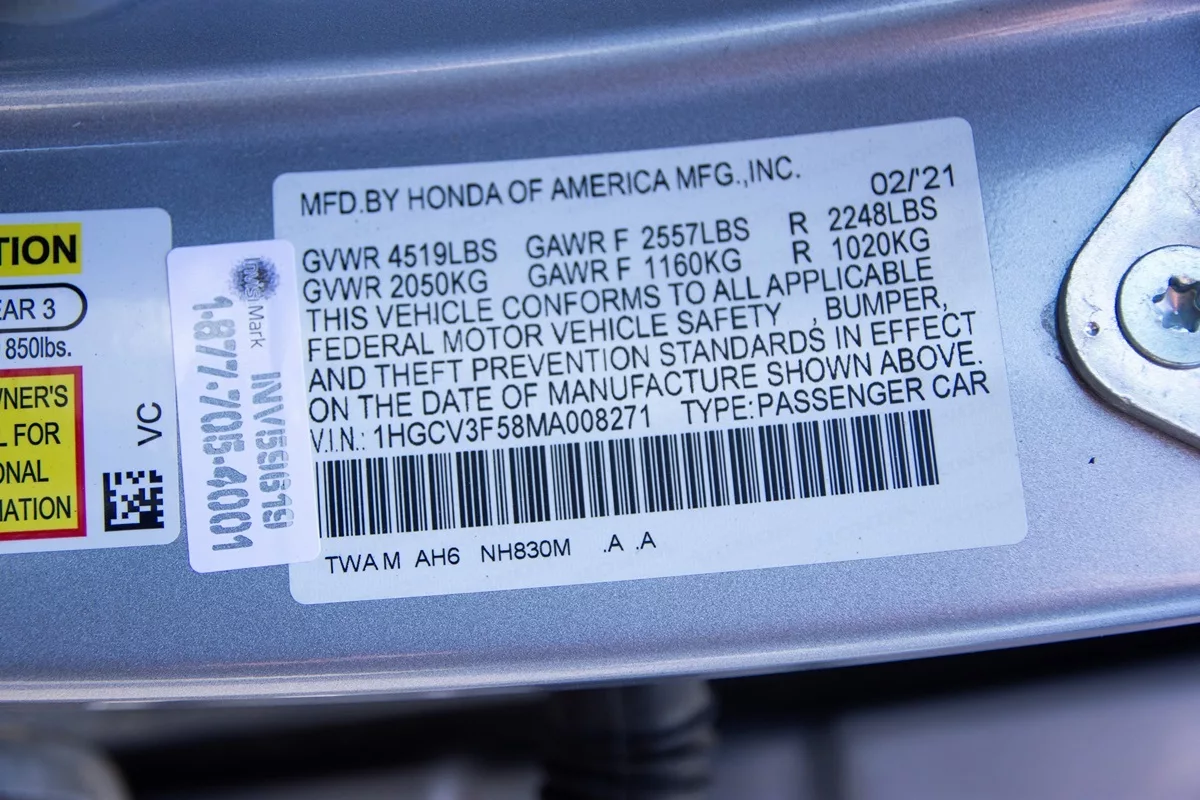 TION
EAR 3
850lbs.
WNER'S
L FOR
ONAL
MATION
VC
InvisiMark
1-877-705-4001
MFD.BY HONDA OF AMERICA MFG.,INC. 02/'21
GVWR 4519LBS GAWR F 2557LBS R 2248LBS
GVWR 2050KG GAWR F 1160KG R 1020KG
THIS VEHICLE CONFORMS TO ALL APPLICABLE
FEDERAL MOTOR VEHICLE SAFETY , BUMPER,
AND THEFT PREVENTION STANDARDS IN EFFECT
ON THE DATE OF MANUFACTURE SHOWN ABOVE.
V.I.N.: 1HGCV3F58MA008271 TYPE:PASSENGER CAR
TWA M AH6 NH830M .A .A